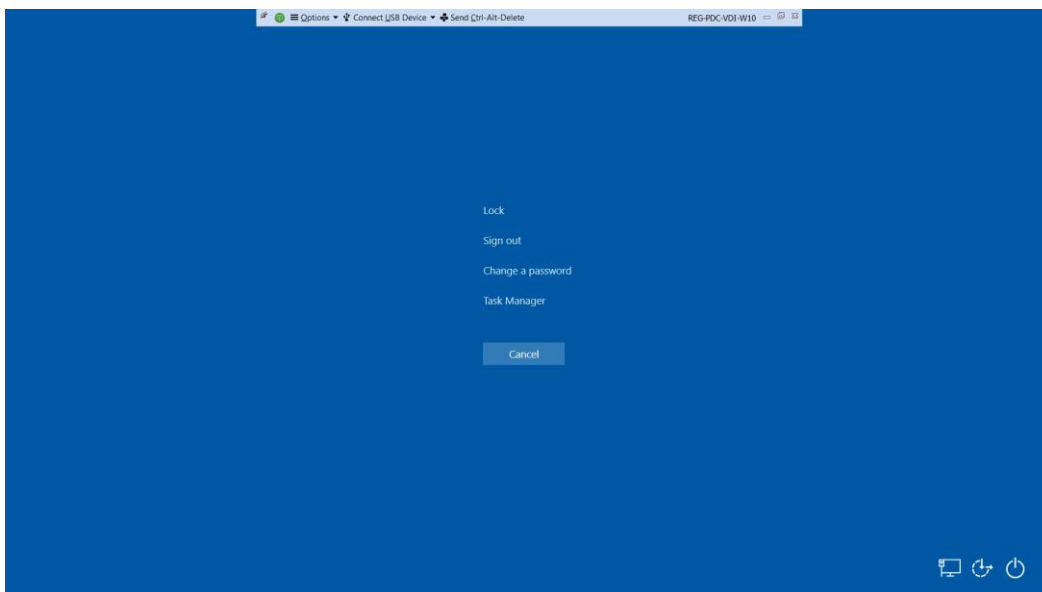 Options Connect USB Device Send Ctrl-Alt-Delete REG-PDC-VDI-W10
Lock
Sign out
Change a password
Task Manager
Cancel